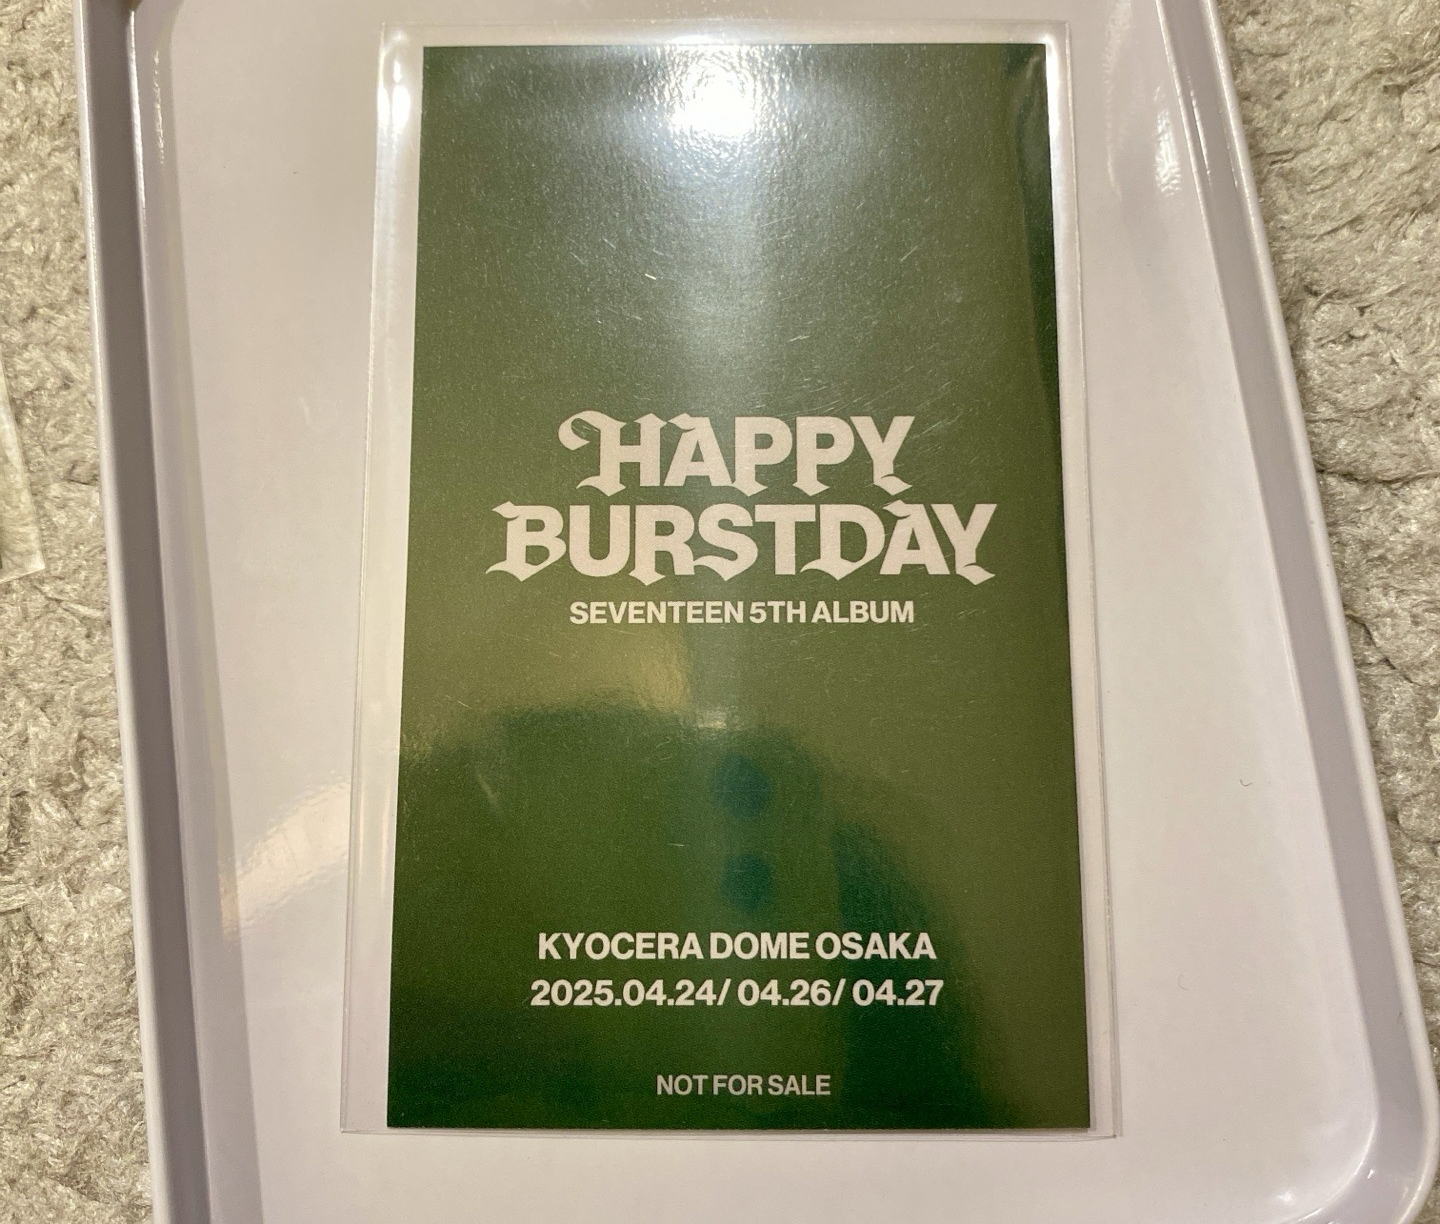 HAPPY
BURSTDAY
SEVENTEEN 5TH ALBUM
KYOCERA DOME OSAKA
2025.04.24/ 04.26/ 04.27
NOT FOR SALE